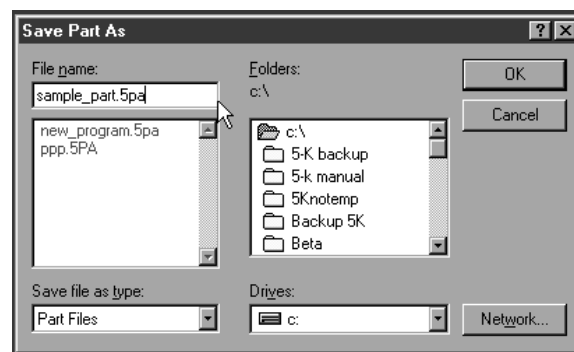 Save Part As
File name:
sample_part.5pa
new_program.5pa
ppp.5PA
Save file as type:
Part Files
Folders:
c:\
c:\
5-K backup
5-k manual
5Knotemp
Backup 5K
Beta
Drives:
c:
OK
Cancel
Network...